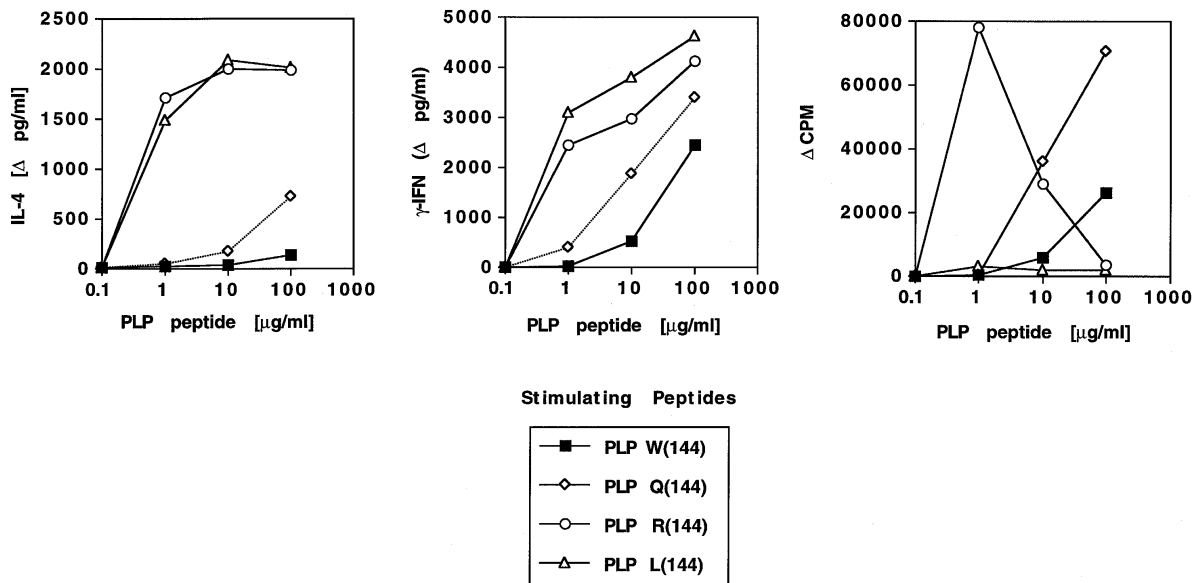 2500
2000
1500
1000
500
0
IL-4 [Δ pg/ml]
0.1 1 10 100 1000
PLP peptide [μg/ml]
5000
4000
3000
2000
1000
0
γ-IFN (Δ pg/ml)
0.1 1 10 100 1000
PLP peptide [μg/ml]
80000
60000
40000
20000
0
Δ CPM
0.1 1 10 100 1000
PLP peptide [μg/ml]
Stimulating Peptides
PLP W(144)
PLP Q(144)
PLP R(144)
PLP L(144)